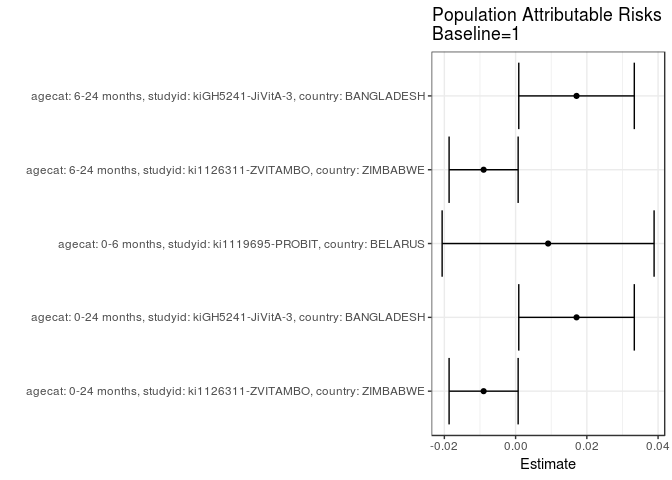 Population Attributable Risks
Baseline=1
agecat: 6-24 months, studyid: kiGH5241-JiVitA-3, country: BANGLADESH
agecat: 6-24 months, studyid: ki1126311-ZVITAMBO, country: ZIMBABWE
agecat: 0-6 months, studyid: ki1119695-PROBIT, country: BELARUS
agecat: 0-24 months, studyid: kiGH5241-JiVitA-3, country: BANGLADESH
agecat: 0-24 months, studyid: ki1126311-ZVITAMBO, country: ZIMBABWE
-0.02 0.00 0.02 0.04
Estimate